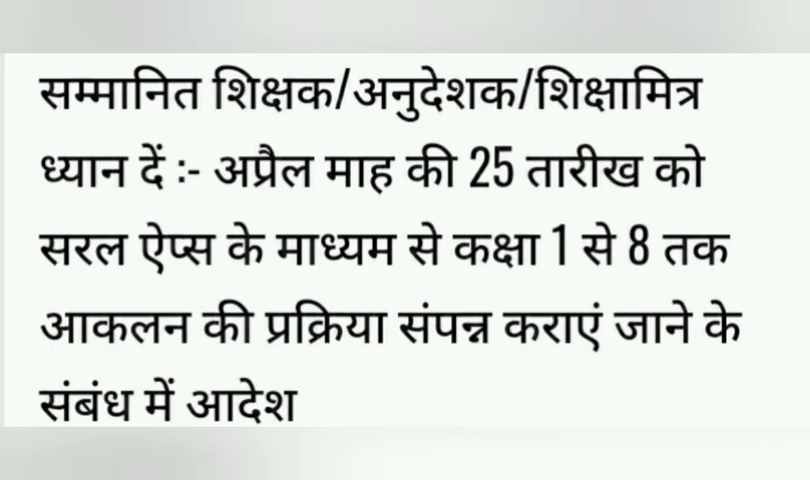 सम्मानित शिक्षक/अनुदेशक/शिक्षामित्र
ध्यान दें :- अप्रैल माह की 25 तारीख को
सरल ऐप्स के माध्यम से कक्षा 1 से 8 तक
आकलन की प्रक्रिया संपन्न कराएं जाने के
संबंध में आदेश